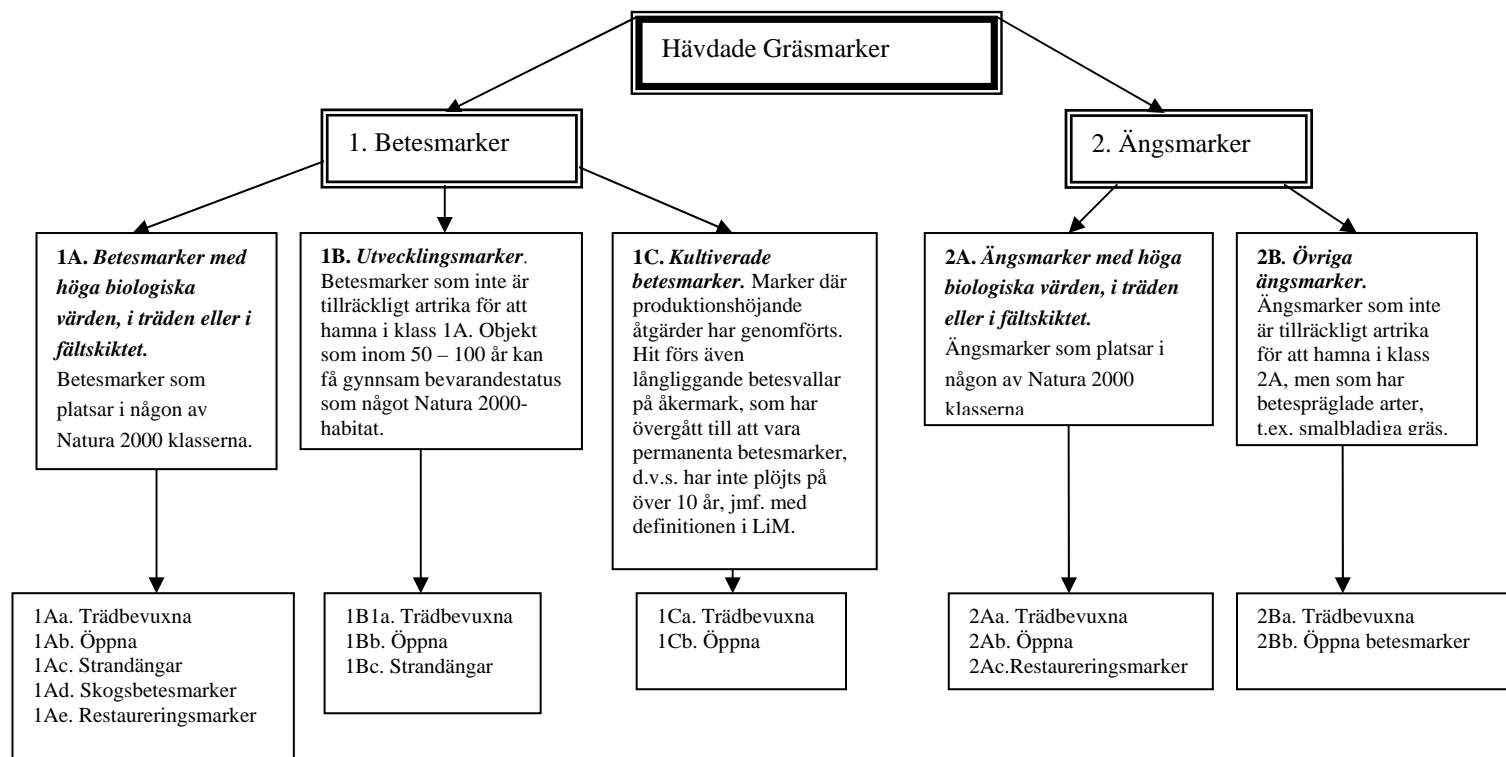 Hävdade Gräsmarker
1. Betesmarker
2. Ängsmarker
1A. Betesmarker med
höga biologiska
värden, i träden eller i
fältskiktet.
Betesmarker som
platsar i någon av
Natura 2000 klasserna.
1B. Utvecklingsmarker.
Betesmarker som inte är
tillräckligt artrika för att
hamna i klass 1A. Objekt
som inom 50 – 100 år kan
få gynnsam bevarandestatus
som något Natura 2000-
habitat.
1C. Kultiverade
betesmarker. Marker där
produktionshöjande
åtgärder har genomförts.
Hit förs även
långliggande betesvallar
på åkermark, som har
övergått till att vara
permanenta betesmarker,
d.v.s. har inte plöjts på
över 10 år, jmf. med
definitionen i LiM.
2A. Ängsmarker med höga
biologiska värden, i träden
eller i fältskiktet.
Ängsmarker som platsar i
någon av Natura 2000
klasserna
2B. Övriga
ängsmarker.
Ängsmarker som inte
är tillräckligt artrika
för att hamna i klass
2A, men som har
betespräglade arter,
t.ex. smalbladiga gräs.
1Aa. Trädbevuxna
1Ab. Öppna
1Ac. Strandängar
1Ad. Skogsbetesmarker
1Ae. Restaureringsmarker
1B1a. Trädbevuxna
1Bb. Öppna
1Bc. Strandängar
1Ca. Trädbevuxna
1Cb. Öppna
2Aa. Trädbevuxna
2Ab. Öppna
2Ac.Restaureringsmarker
2Ba. Trädbevuxna
2Bb. Öppna betesmarker